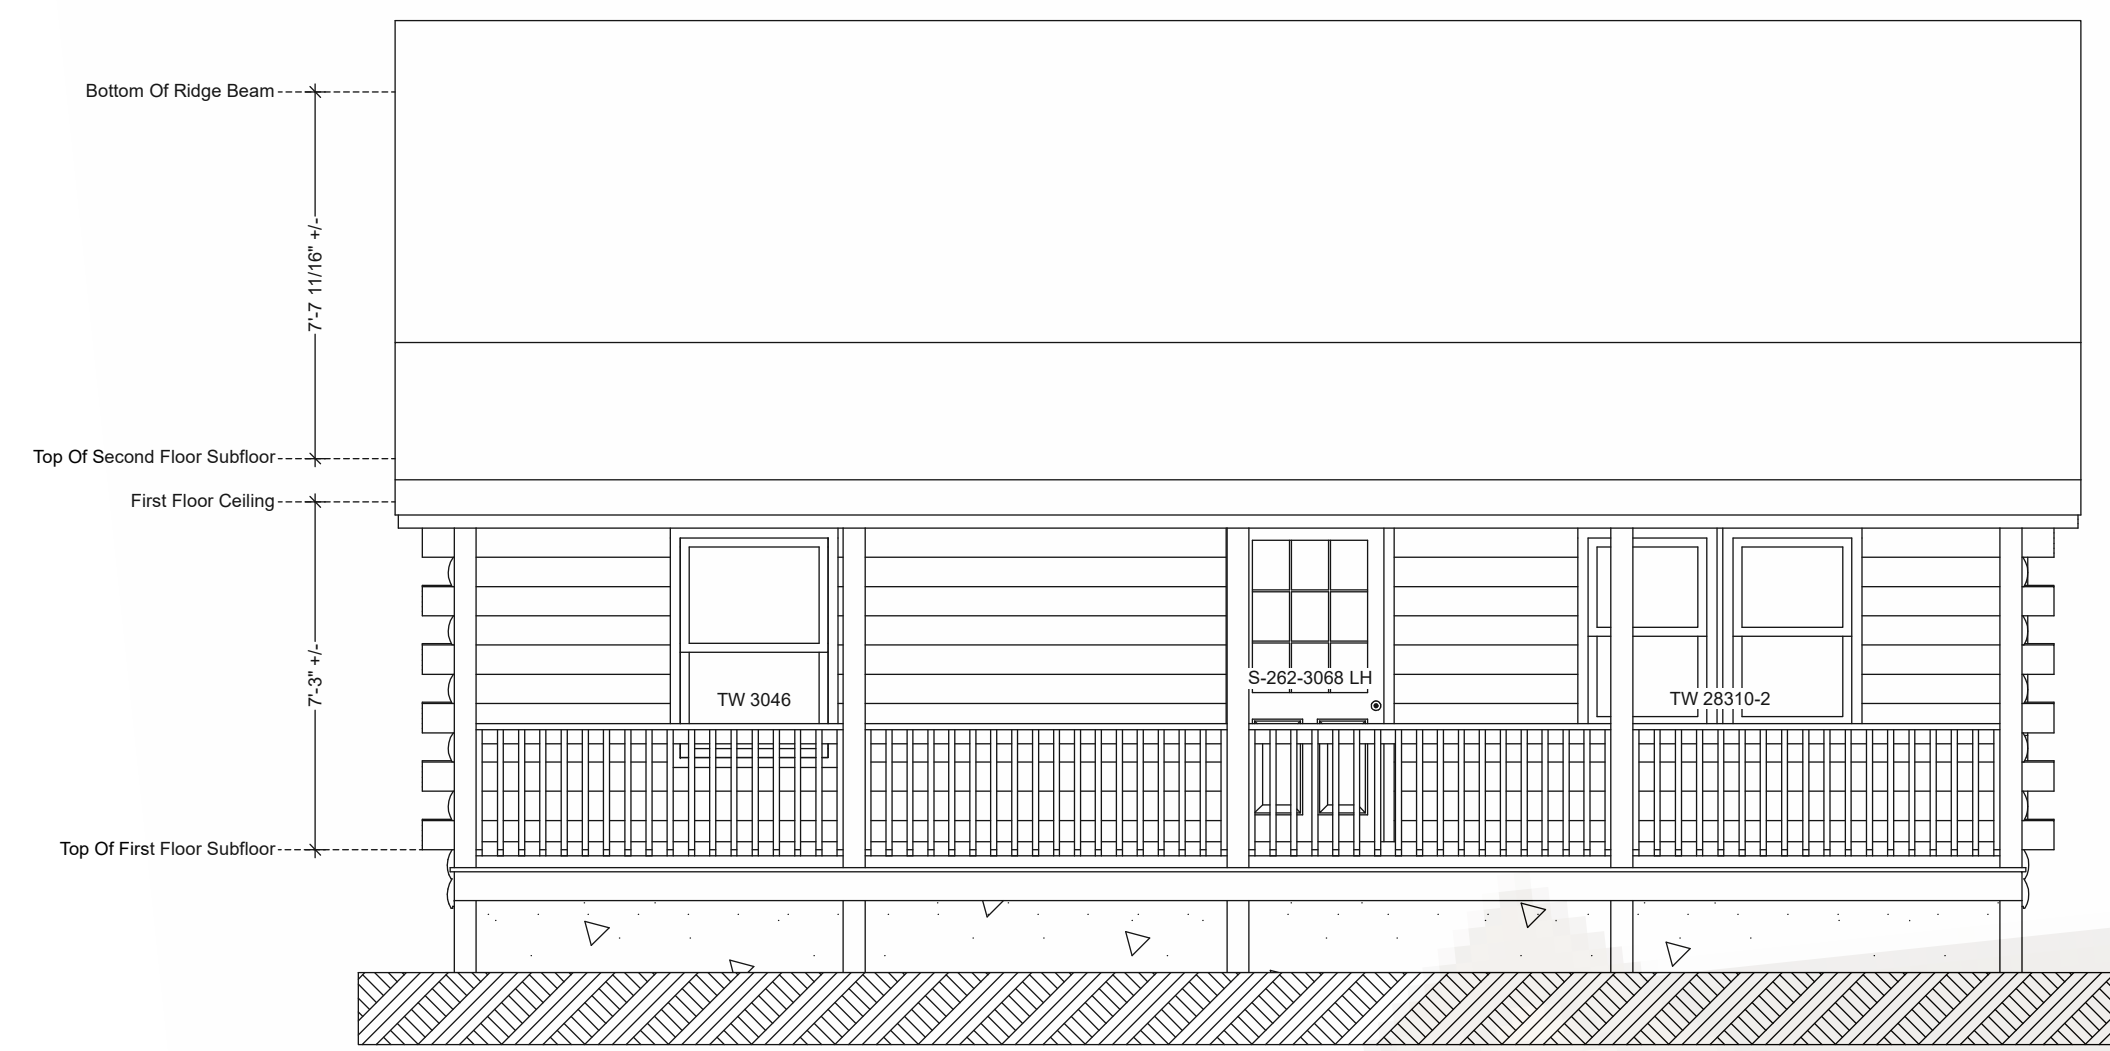 Bottom Of Ridge Beam
7'-7 11/16" +/-
Top Of Second Floor Subfloor
First Floor Ceiling
7'-3" +/-
S-262-3068 LH
TW 3046
TW 28310-2
Top Of First Floor Subfloor